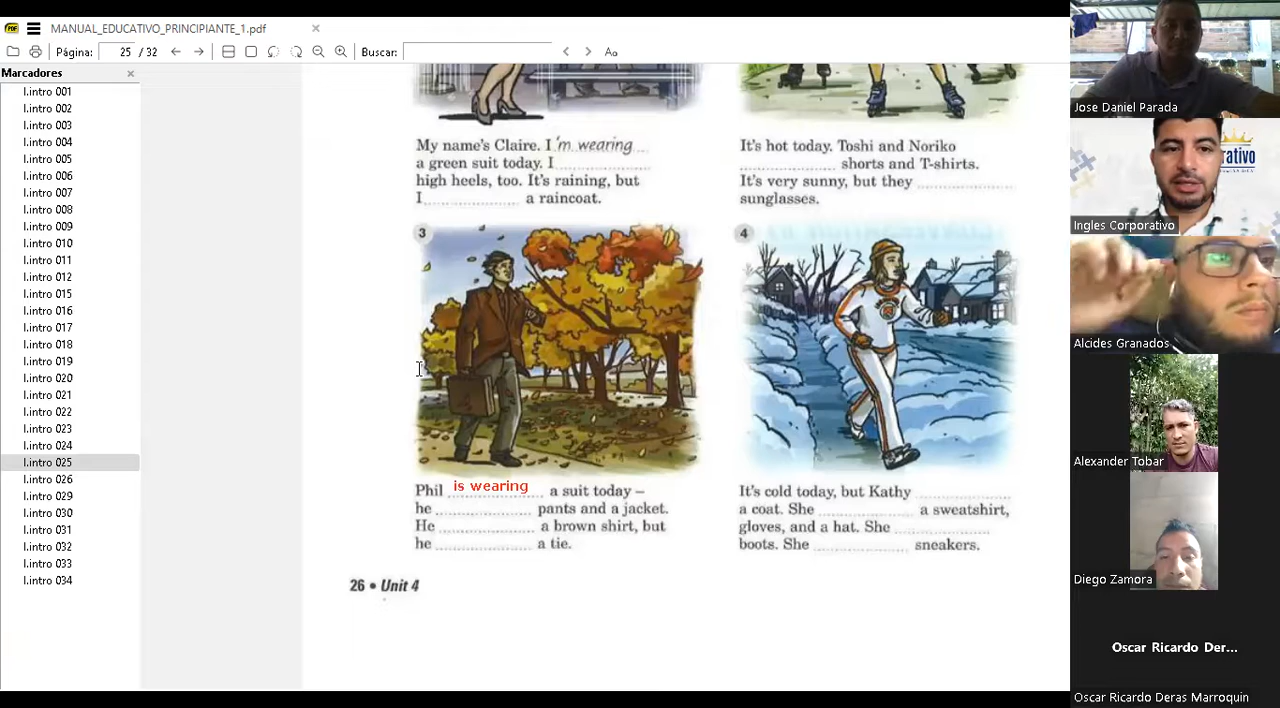 MANUAL_EDUCATIVO_PRINCIPIANTE_1.pdf
Página: 25 / 32
Buscar:
Aa
Marcadores
I.intro 001
I.intro 002
I.intro 003
I.intro 004
I.intro 005
I.intro 006
I.intro 007
I.intro 008
I.intro 009
I.intro 010
I.intro 011
I.intro 012
I.intro 015
I.intro 016
I.intro 017
I.intro 018
I.intro 019
I.intro 020
I.intro 021
I.intro 022
I.intro 023
I.intro 024
I.intro 025
I.intro 026
I.intro 029
I.intro 030
I.intro 031
I.intro 032
I.intro 033
I.intro 034
My name's Claire. I 'm wearing
a green suit today. I
high heels, too. It's raining, but
I a raincoat.
It's hot today. Toshi and Noriko
shorts and T-shirts.
It's very sunny, but they
sunglasses.
3
4
Phil is wearing a suit today –
he pants and a jacket.
He a brown shirt, but
he a tie.
It's cold today, but Kathy
a coat. She a sweatshirt,
gloves, and a hat. She
boots. She sneakers.
26 • Unit 4
Jose Daniel Parada
Ingles Corporativo
Alcides Granados
Alexander Tobar
Diego Zamora
Oscar Ricardo Der...
Oscar Ricardo Deras Marroquin